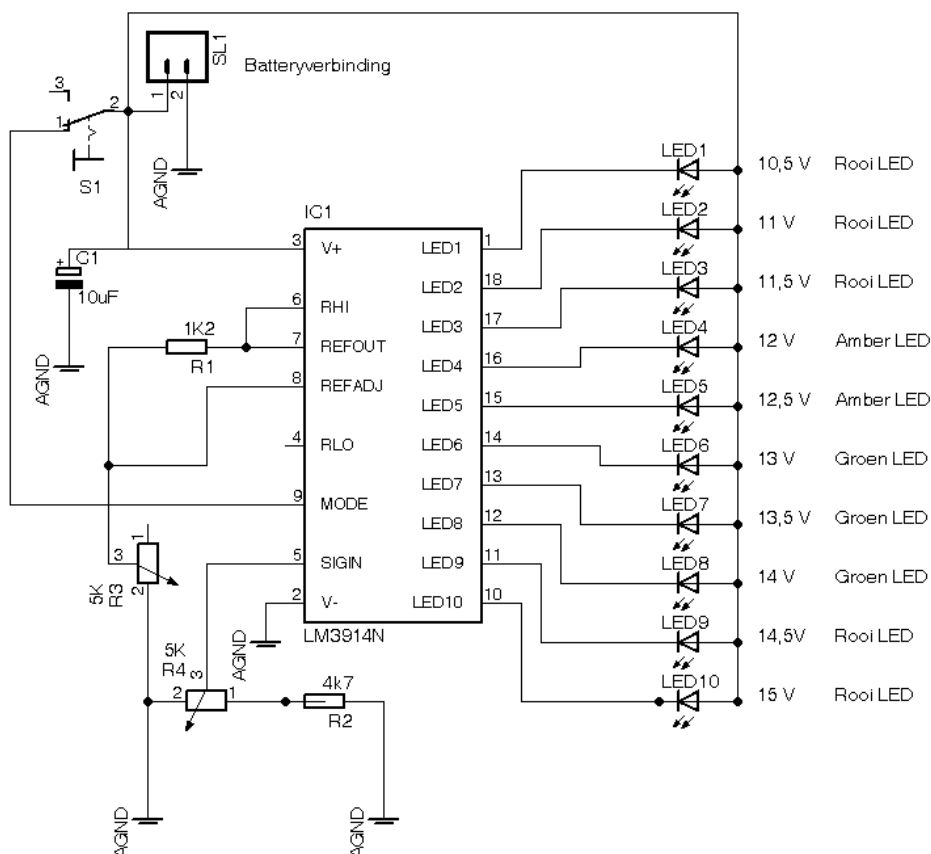 SL1
Batteryverbinding
1
2
3
2
1
S1
AGND
IC1
C1
+
10uF
AGND
3
V+
LED1
1
LED2
18
6
RHI
LED3
17
1K2
R1
7
REFOUT
LED4
16
8
REFADJ
LED5
15
4
RLO
LED6
14
LED7
13
9
MODE
LED8
12
5
SIGIN
LED9
11
2
V-
LED10
10
LM3914N
AGND
1
3
2
5K
R3
5K
R4
3
2
1
4k7
R2
AGND
AGND
LED1
10,5 V Rooi LED
LED2
11 V Rooi LED
LED3
11,5 V Rooi LED
LED4
12 V Amber LED
LED5
12,5 V Amber LED
LED6
13 V Groen LED
LED7
13,5 V Groen LED
LED8
14 V Groen LED
LED9
14,5V Rooi LED
LED10
15 V Rooi LED